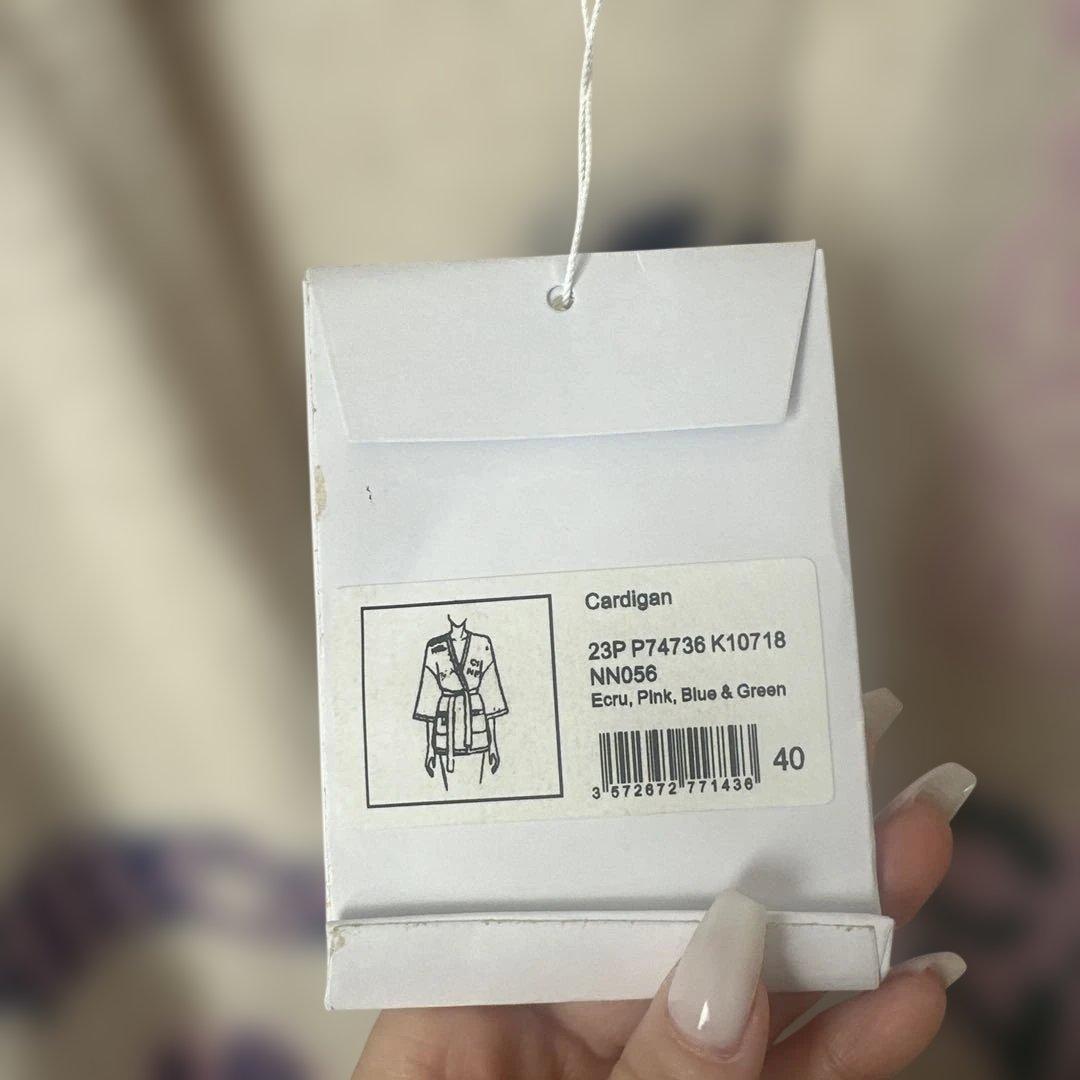 Cardigan
23P P74736 K10718
NN056
Ecru, Pink, Blue & Green
40
3 572672 771436